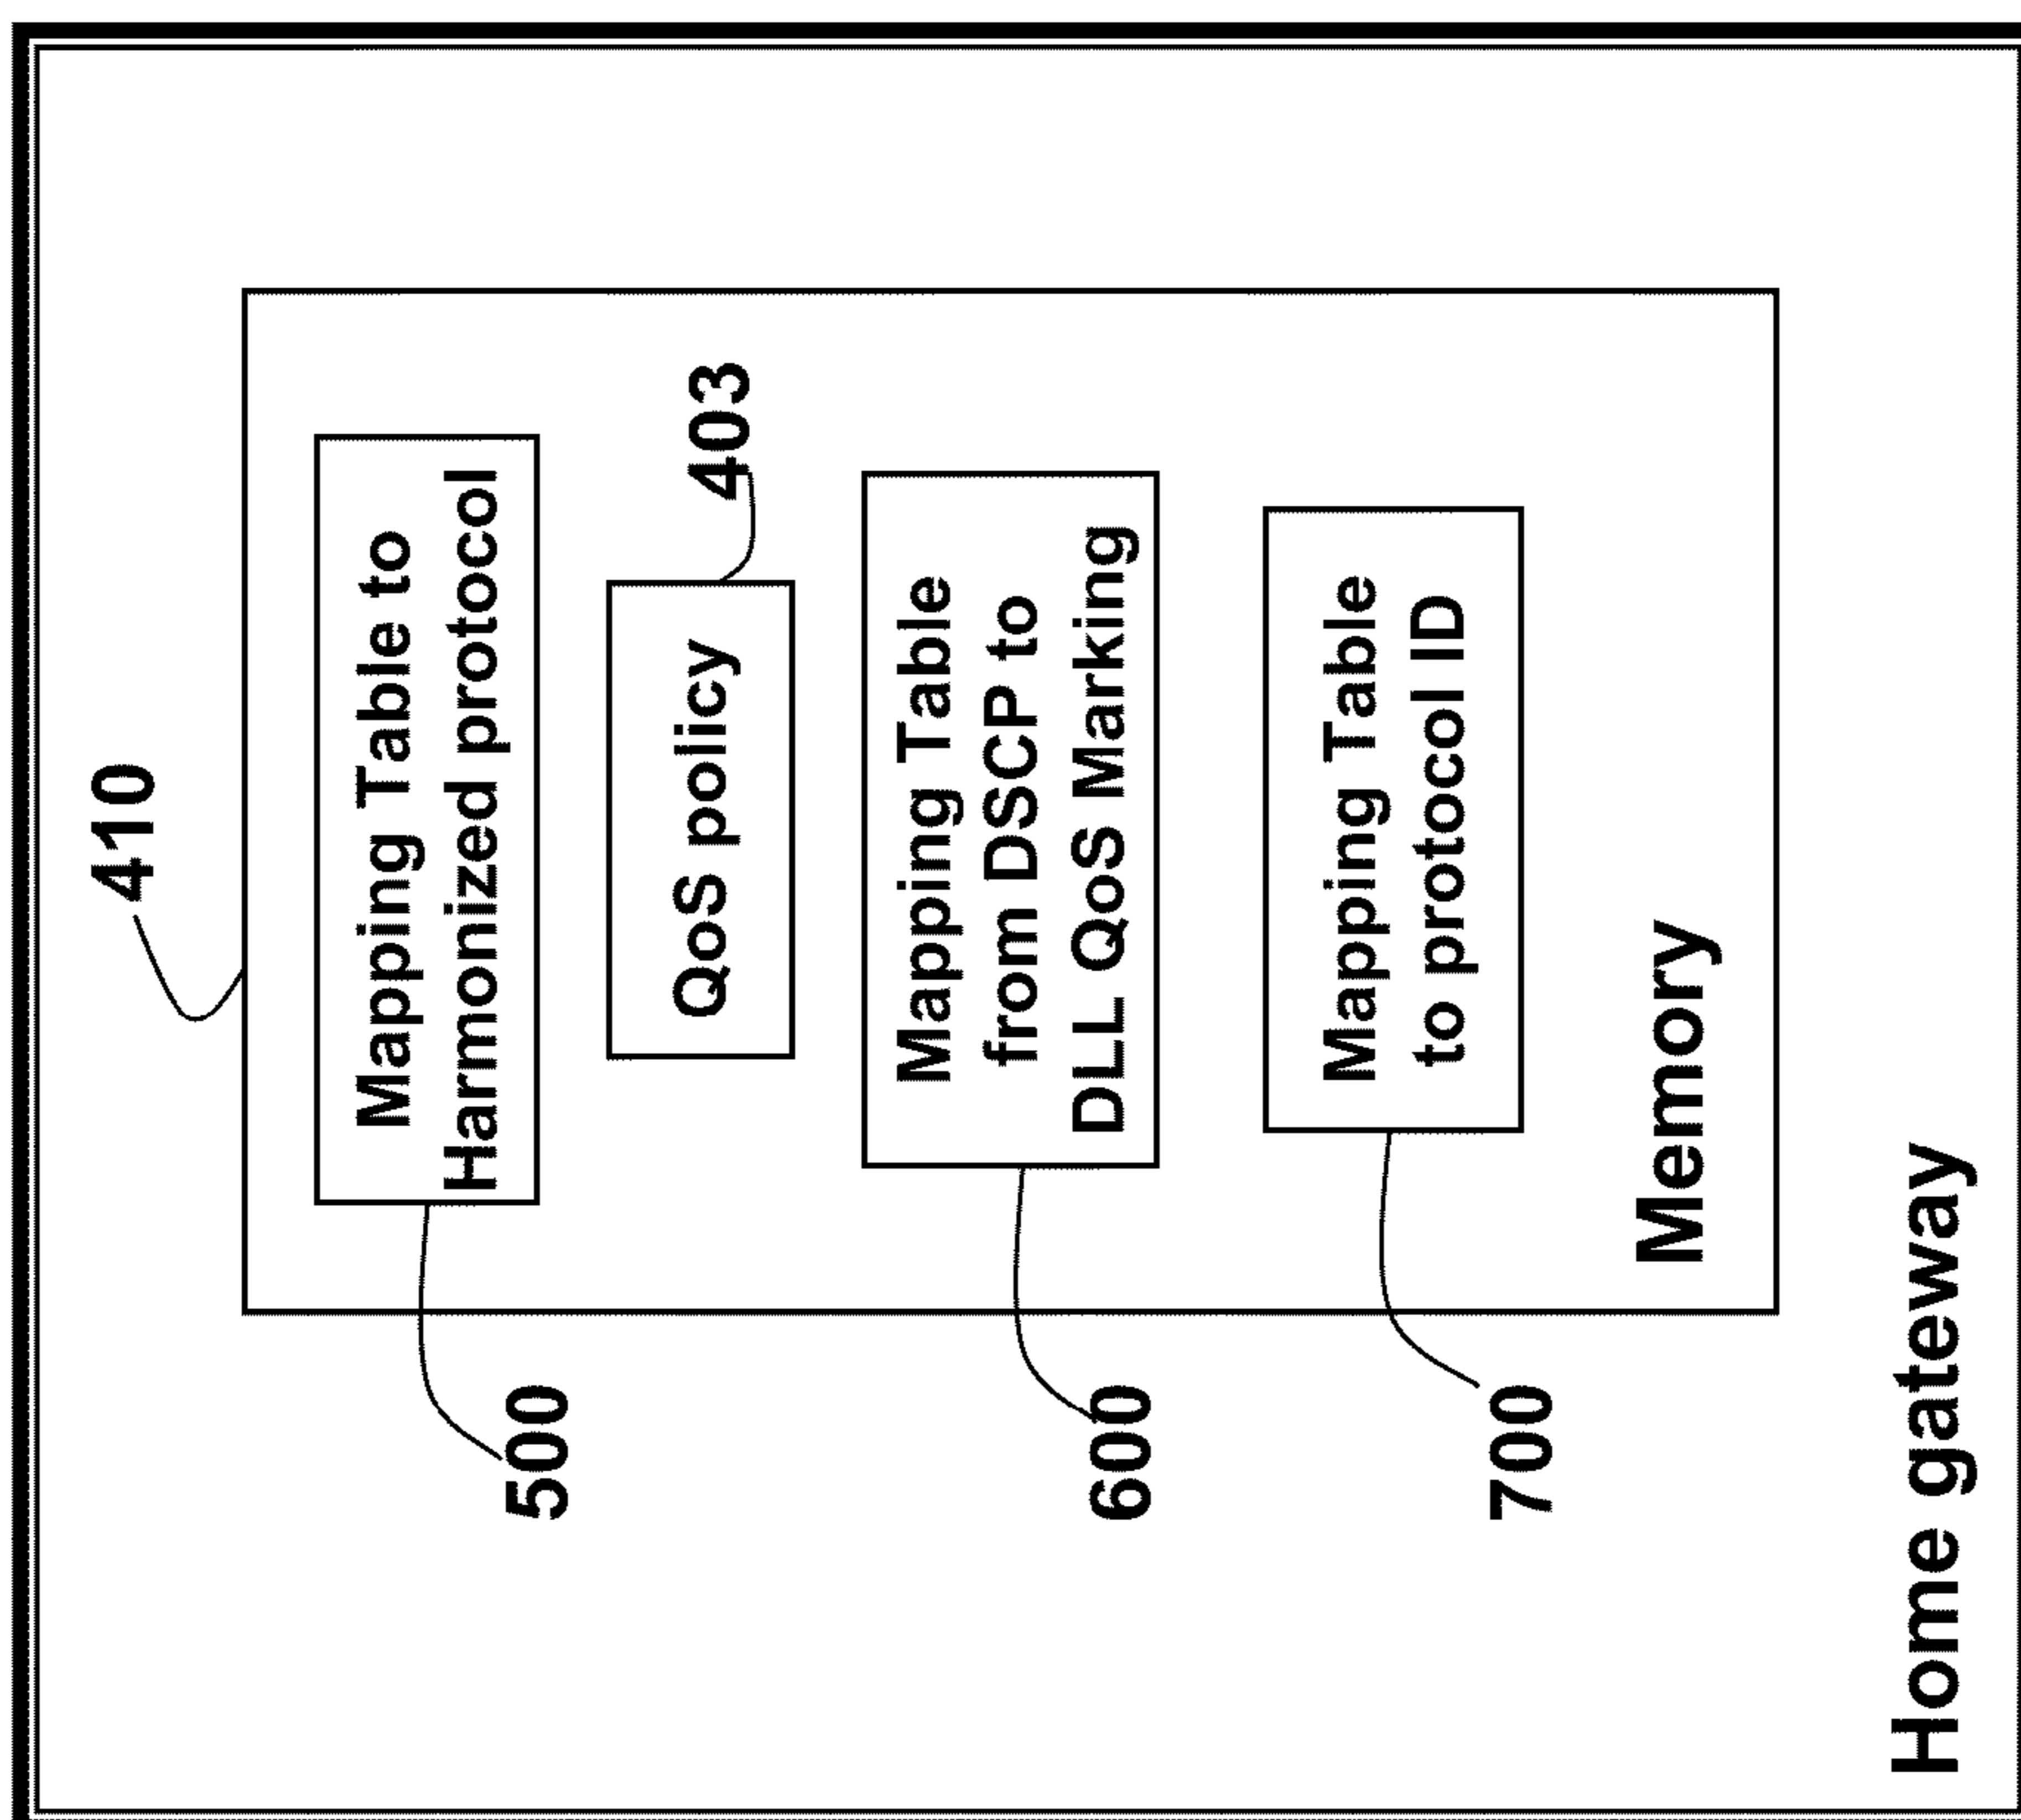 410
Mapping Table to
Harmonized protocol
500
QoS policy
403
Mapping Table
from DSCP to
DLL QoS Marking
600
Mapping Table
to protocol ID
700
Memory
Home gateway